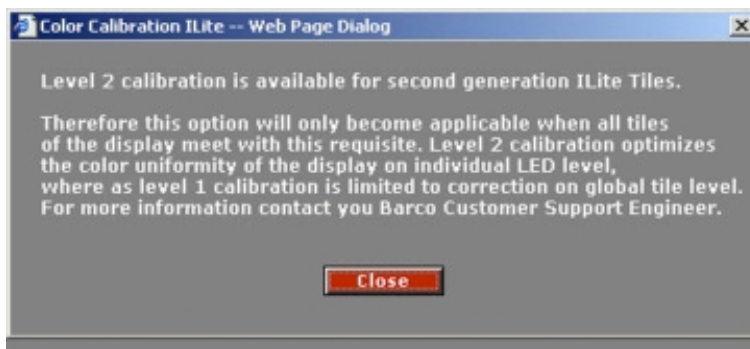 Color Calibration ILite -- Web Page Dialog
Level 2 calibration is available for second generation ILite Tiles.
Therefore this option will only become applicable when all tiles
of the display meet with this requisite. Level 2 calibration optimizes
the color uniformity of the display on individual LED level,
where as level 1 calibration is limited to correction on global tile level.
For more information contact you Barco Customer Support Engineer.
Close